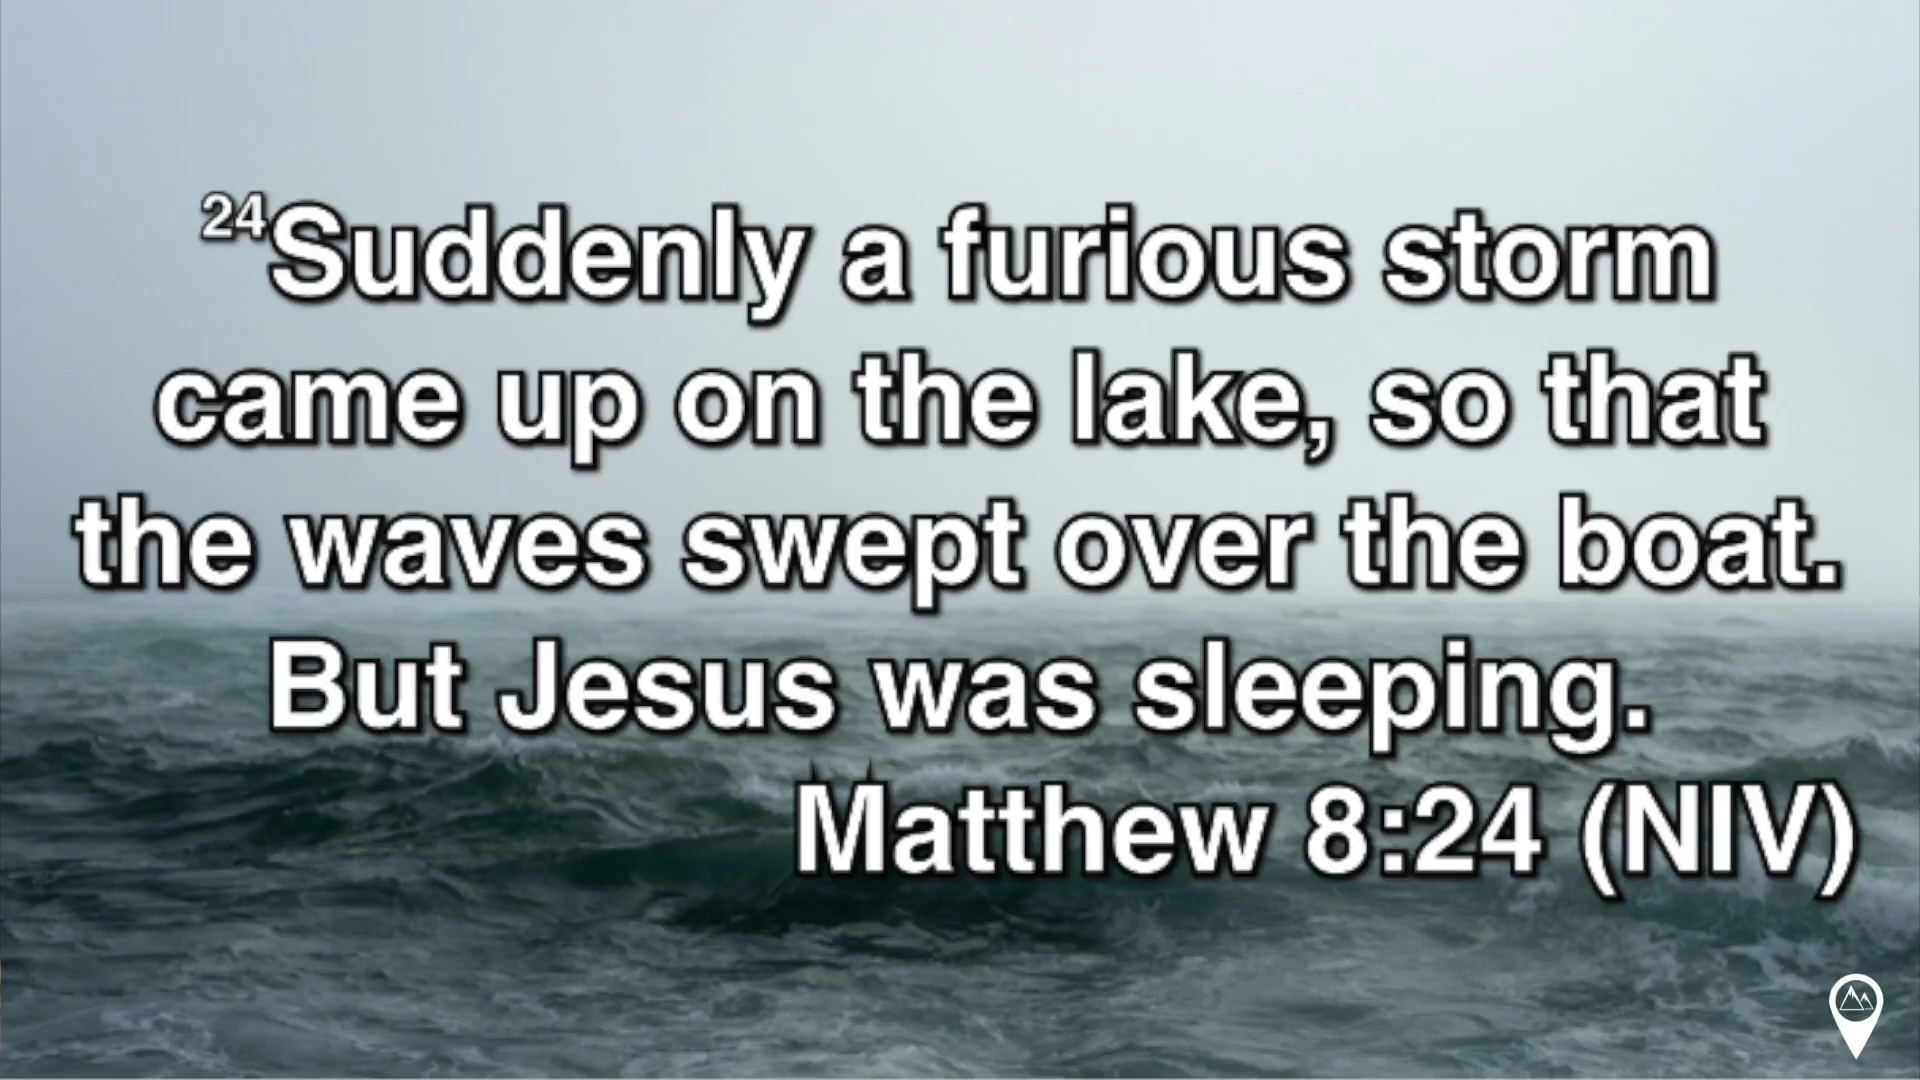 24Suddenly a furious storm
came up on the lake, so that
the waves swept over the boat.
But Jesus was sleeping.
Matthew 8:24 (NIV)